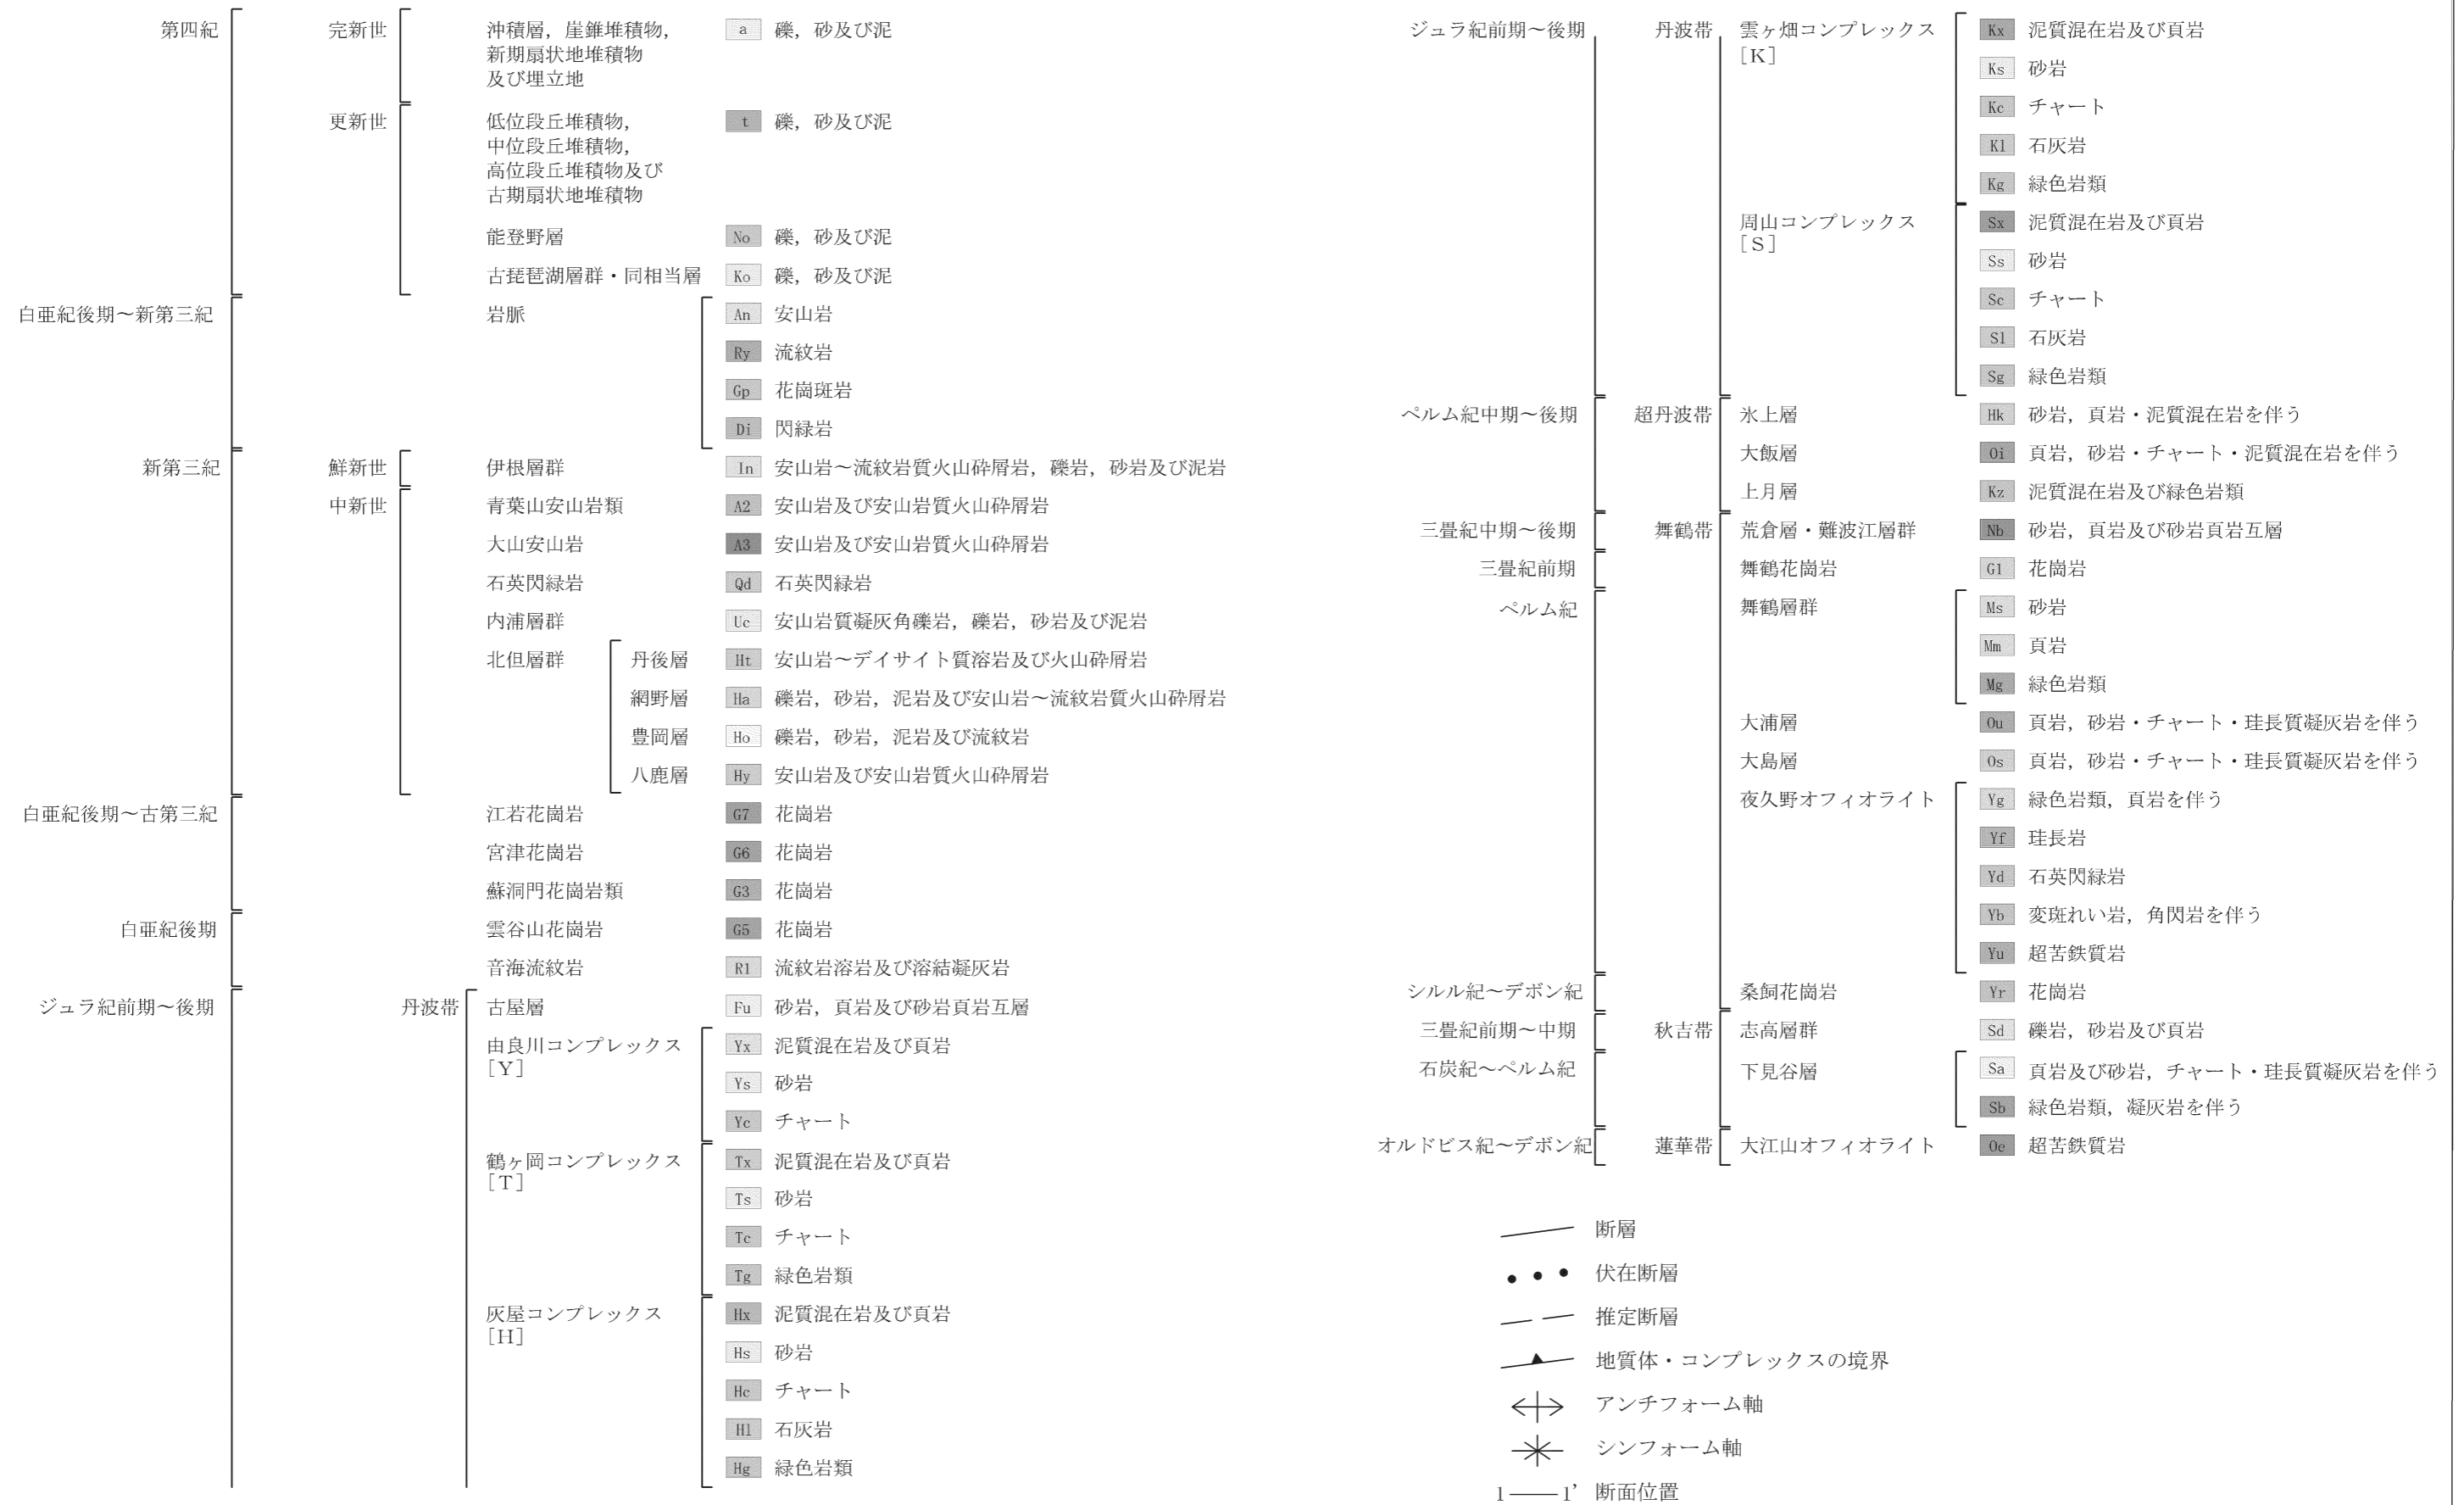 第四紀 完新世 沖積層，崖錐堆積物， a 礫，砂及び泥
新期扇状地堆積物
及び埋立地
更新世 低位段丘堆積物， t 礫，砂及び泥
中位段丘堆積物，
高位段丘堆積物及び
古期扇状地堆積物
能登野層 No 礫，砂及び泥
古琵琶湖層群・同相当層 Ko 礫，砂及び泥
白亜紀後期～新第三紀 岩脈 An 安山岩
Ry 流紋岩
Gp 花崗斑岩
Di 閃緑岩
新第三紀 鮮新世 伊根層群 In 安山岩～流紋岩質火山砕屑岩，礫岩，砂岩及び泥岩
中新世 青葉山安山岩類 A2 安山岩及び安山岩質火山砕屑岩
大山安山岩 A3 安山岩及び安山岩質火山砕屑岩
石英閃緑岩 Qd 石英閃緑岩
内浦層群 Uc 安山岩質凝灰角礫岩，礫岩，砂岩及び泥岩
北但層群 丹後層 Ht 安山岩～デイサイト質溶岩及び火山砕屑岩
網野層 Ha 礫岩，砂岩，泥岩及び安山岩～流紋岩質火山砕屑岩
豊岡層 Ho 礫岩，砂岩，泥岩及び流紋岩
八鹿層 Hy 安山岩及び安山岩質火山砕屑岩
白亜紀後期～古第三紀 江若花崗岩 G7 花崗岩
宮津花崗岩 G6 花崗岩
蘇洞門花崗岩類 G3 花崗岩
白亜紀後期 雲谷山花崗岩 G5 花崗岩
音海流紋岩 R1 流紋岩溶岩及び溶結凝灰岩
ジュラ紀前期～後期 丹波帯 古屋層 Fu 砂岩，頁岩及び砂岩頁岩互層
由良川コンプレックス Yx 泥質混在岩及び頁岩
［Y］
Ys 砂岩
Yc チャート
鶴ヶ岡コンプレックス Tx 泥質混在岩及び頁岩
［T］
Ts 砂岩
Tc チャート
Tg 緑色岩類
灰屋コンプレックス Hx 泥質混在岩及び頁岩
［H］
Hs 砂岩
Hc チャート
Hl 石灰岩
Hg 緑色岩類
ジュラ紀前期～後期 丹波帯 雲ヶ畑コンプレックス Kx 泥質混在岩及び頁岩
［K］
Ks 砂岩
Kc チャート
Kl 石灰岩
Kg 緑色岩類
周山コンプレックス Sx 泥質混在岩及び頁岩
［S］
Ss 砂岩
Sc チャート
Sl 石灰岩
Sg 緑色岩類
ペルム紀中期～後期 超丹波帯 氷上層 Hk 砂岩，頁岩・泥質混在岩を伴う
大飯層 Oi 頁岩，砂岩・チャート・泥質混在岩を伴う
上月層 Kz 泥質混在岩及び緑色岩類
三畳紀中期～後期 舞鶴帯 荒倉層・難波江層群 Nb 砂岩，頁岩及び砂岩頁岩互層
三畳紀前期 舞鶴花崗岩 G1 花崗岩
ペルム紀 舞鶴層群 Ms 砂岩
Mm 頁岩
Mg 緑色岩類
大浦層 Ou 頁岩，砂岩・チャート・珪長質凝灰岩を伴う
大島層 Os 頁岩，砂岩・チャート・珪長質凝灰岩を伴う
夜久野オフィオライト Yg 緑色岩類，頁岩を伴う
Yf 珪長岩
Yd 石英閃緑岩
Yb 変斑れい岩，角閃岩を伴う
Yu 超苦鉄質岩
シルル紀～デボン紀 桑飼花崗岩 Yr 花崗岩
三畳紀前期～中期 秋吉帯 志高層群 Sd 礫岩，砂岩及び頁岩
石炭紀～ペルム紀 下見谷層 Sa 頁岩及び砂岩，チャート・珪長質凝灰岩を伴う
Sb 緑色岩類，凝灰岩を伴う
オルドビス紀～デボン紀 蓮華帯 大江山オフィオライト Oe 超苦鉄質岩
断層
伏在断層
推定断層
地質体・コンプレックスの境界
アンチフォーム軸
シンフォーム軸
1 1’ 断面位置